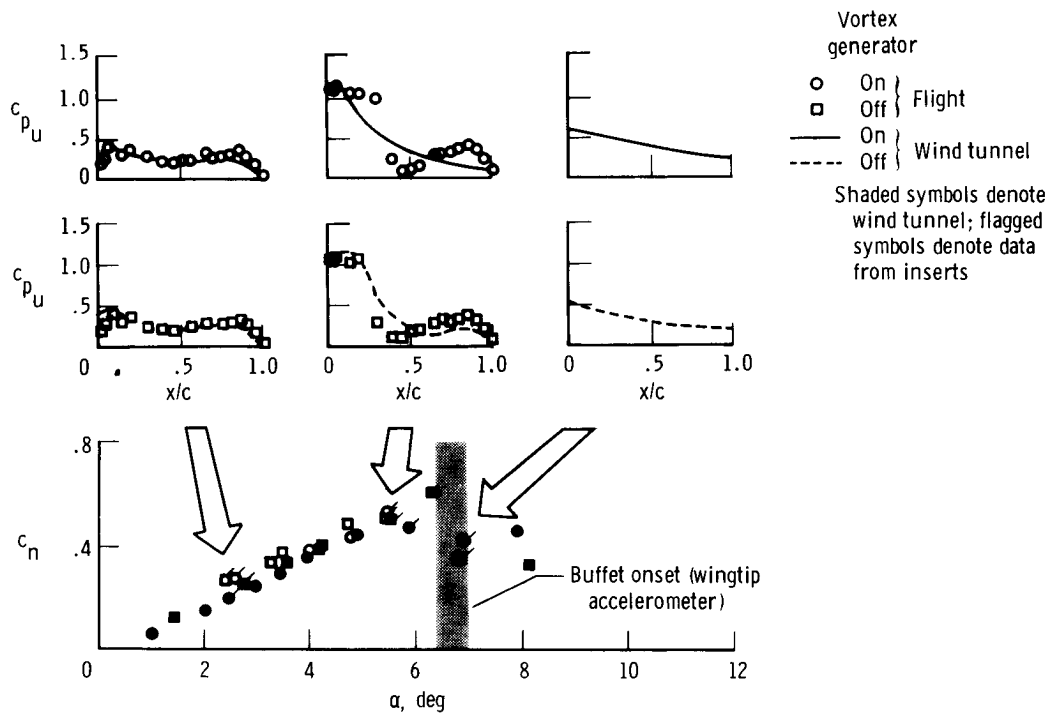 Vortex
generator
On
Off
Flight
On
Off
Wind tunnel
Shaded symbols denote
wind tunnel; flagged
symbols denote data
from inserts
1.5
1.0
.5
0
c
p
u
1.5
1.0
.5
0
c
p
u
.5
1.0
x/c
0
.5
1.0
x/c
0
.5
1.0
x/c
.8
.4
c
n
0
2
4
6
8
10
12
α, deg
Buffet onset (wingtip
accelerometer)